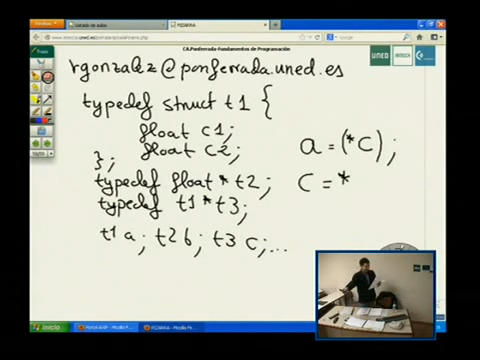 PIZARRA
CA.Ponferrada-Fundamentos de Programación
UNED
rgonzalez@ponferrada.uned.es
typedef struct t1 {
float c1;
float c2;
};
a = (*c);
typedef float * t2;
c = *
typedef t1 * t3;
t1 a; t2 b; t3 c;...
Inicio